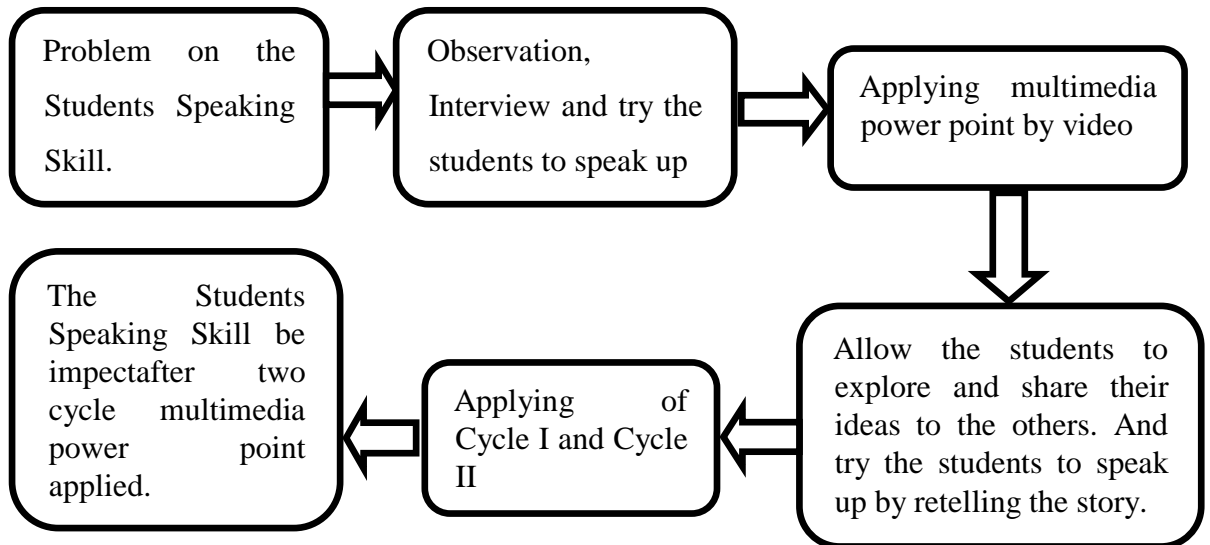 Problem on the
Students Speaking
Skill.
Observation,
Interview and try the
students to speak up
Applying multimedia
power point by video
Allow the students to
explore and share their
ideas to the others. And
try the students to speak
up by retelling the story.
Applying of
Cycle I and Cycle
II
The Students
Speaking Skill be
impectafter two
cycle multimedia
power point
applied.